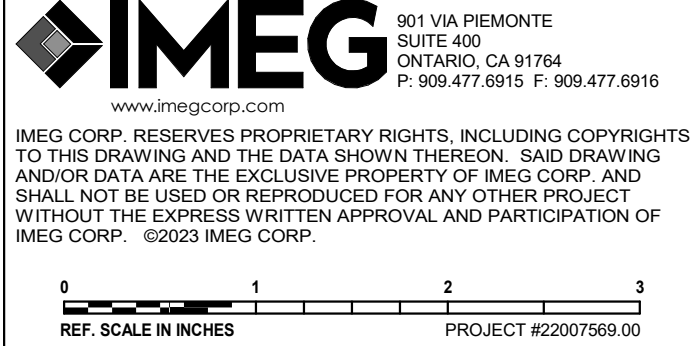 IMEG
901 VIA PIEMONTE
SUITE 400
ONTARIO, CA 91764
P: 909.477.6915 F: 909.477.6916
www.imegcorp.com
IMEG CORP. RESERVES PROPRIETARY RIGHTS, INCLUDING COPYRIGHTS
TO THIS DRAWING AND THE DATA SHOWN THEREON. SAID DRAWING
AND/OR DATA ARE THE EXCLUSIVE PROPERTY OF IMEG CORP. AND
SHALL NOT BE USED OR REPRODUCED FOR ANY OTHER PROJECT
WITHOUT THE EXPRESS WRITTEN APPROVAL AND PARTICIPATION OF
IMEG CORP. ©2023 IMEG CORP.
0 1 2 3
REF. SCALE IN INCHES PROJECT #22007569.00